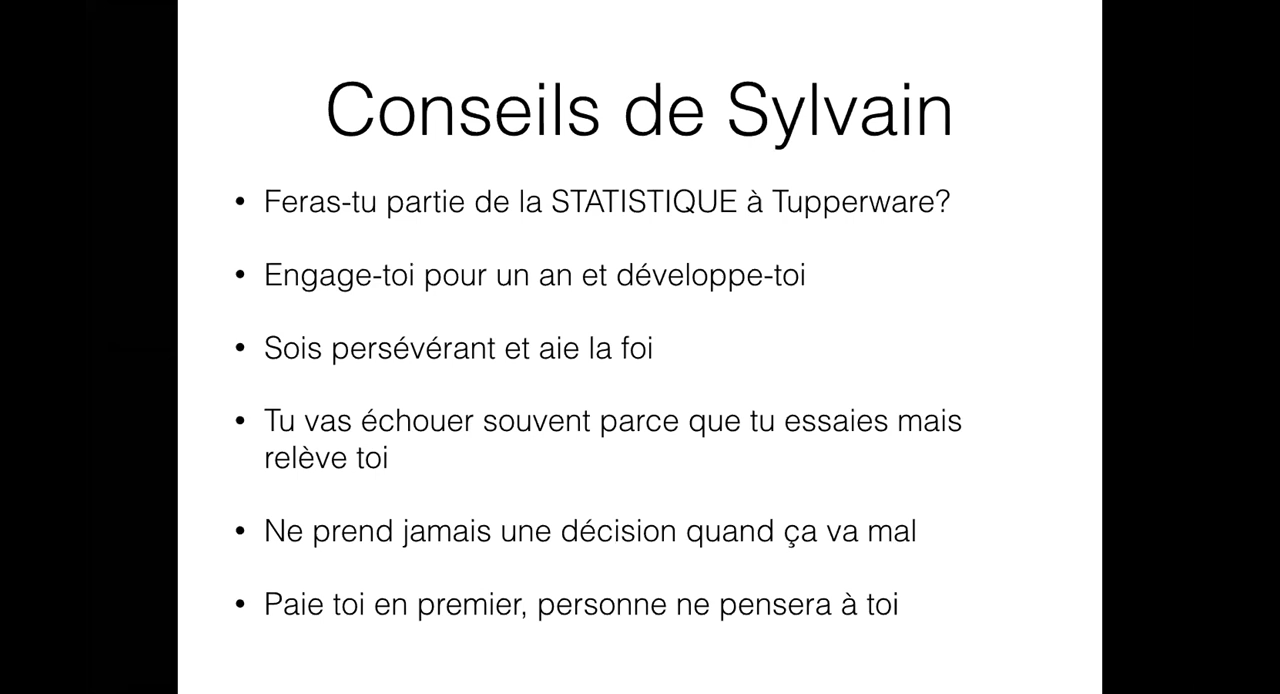 Conseils de Sylvain
• Feras-tu partie de la STATISTIQUE à Tupperware?
• Engage-toi pour un an et développe-toi
• Sois persévérant et aie la foi
• Tu vas échouer souvent parce que tu essaies mais
relève toi
• Ne prend jamais une décision quand ça va mal
• Paie toi en premier, personne ne pensera à toi